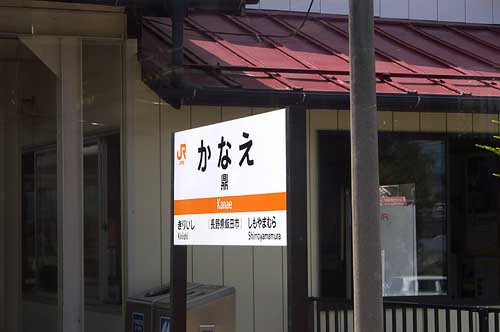 JR
かなえ
鼎
Kanae
きりいし
（長野県飯田市）
しもやまむら
Kiriishi
Shimoyamamura